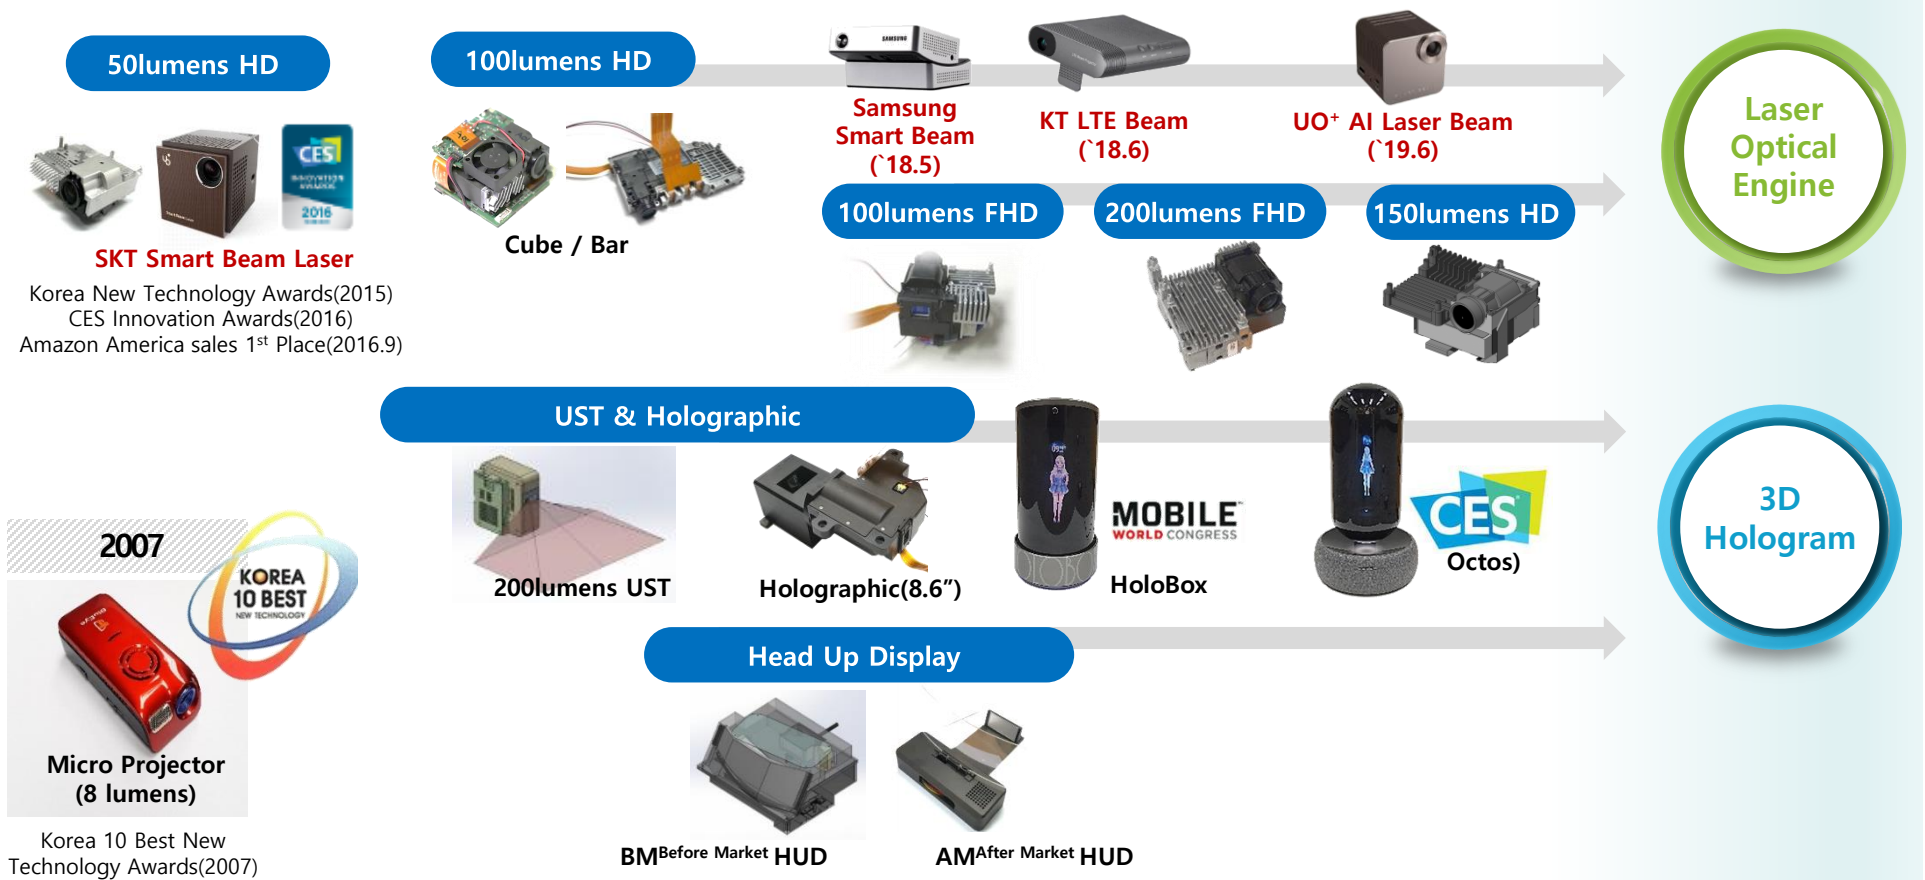 50lumens HD
100lumens HD
SAMSUNG
Samsung
Smart Beam
(`18.5)
KT LTE Beam
(`18.6)
UO⁺ AI Laser Beam
(`19.6)
Laser
Optical
Engine
CES
INNOVATION
AWARDS
2016
SKT Smart Beam Laser
Korea New Technology Awards(2015)
CES Innovation Awards(2016)
Amazon America sales 1st Place(2016.9)
Cube / Bar
100lumens FHD
200lumens FHD
150lumens HD
UST & Holographic
200lumens UST
Holographic(8.6”)
MOBILE
WORLD CONGRESS
HoloBox
CES
Octos)
3D
Hologram
2007
KOREA
10 BEST
NEW TECHNOLOGY
Micro Projector
(8 lumens)
Korea 10 Best New
Technology Awards(2007)
Head Up Display
BMBefore Market HUD
AMAfter Market HUD